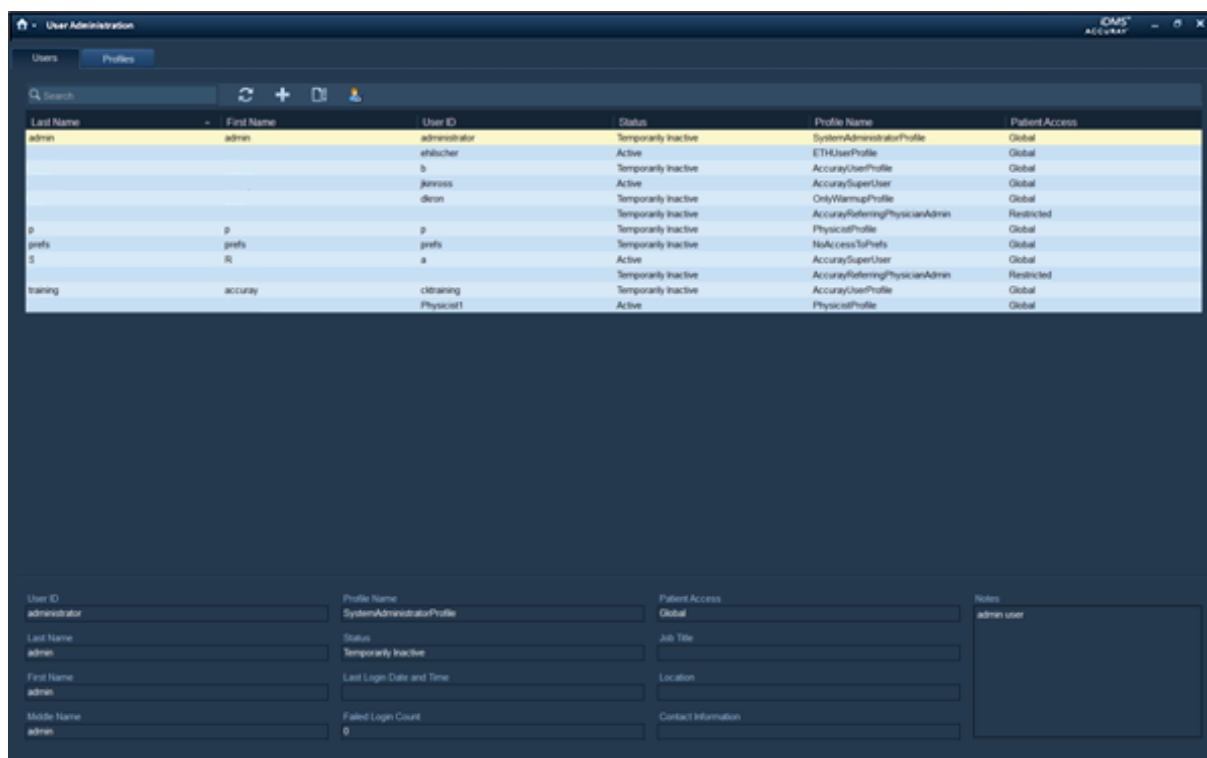 User Administration iDMS™ ACCURAY
Users Profiles
Search
Last Name First Name User ID Status Profile Name Patient Access
admin admin administrator Temporarily Inactive SystemAdministratorProfile Global
ehilscher Active ETHUserProfile Global
b Temporarily Inactive AccurayUserProfile Global
jkinross Active AccuraySuperUser Global
dkron Temporarily Inactive OnlyWarmupProfile Global
Temporarily Inactive AccurayReferringPhysicianAdmin Restricted
p p p Temporarily Inactive PhysicistProfile Global
prefs prefs prefs Temporarily Inactive NoAccessToPrefs Global
S R a Active AccuraySuperUser Global
Temporarily Inactive AccurayReferringPhysicianAdmin Restricted
training accuray cktraining Temporarily Inactive AccurayUserProfile Global
Physicist1 Active PhysicistProfile Global
User ID Profile Name Patient Access Notes
administrator SystemAdministratorProfile Global admin user
Last Name Status Job Title
admin Temporarily Inactive
First Name Last Login Date and Time Location
admin
Middle Name Failed Login Count Contact Information
admin 0